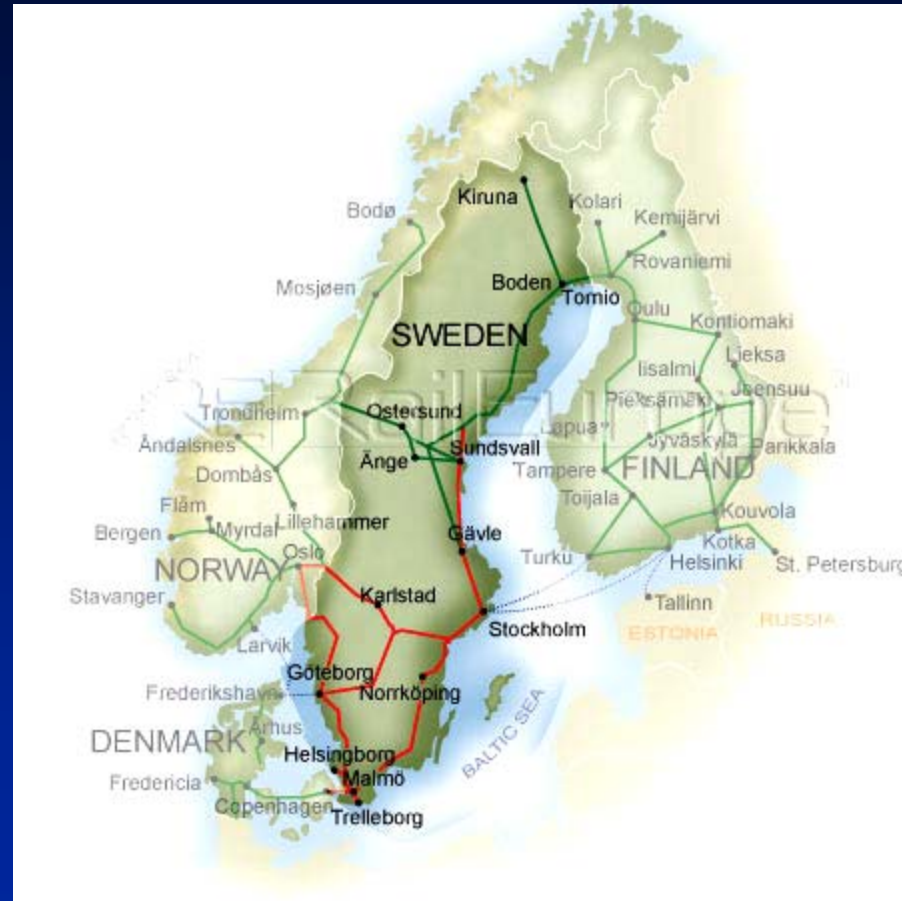 Kiruna
Kolari
Bodø
Kemijärvi
Rovaniemi
Mosjøen
Boden
Tornio
Oulu
Kontiomaki
SWEDEN
Lieksa
Iisalmi
RailEurope
Joensuu
Pieksämäki
Trondheim
Ostersund
Lapua
Åndalsnes
Jyväskylä
Parikkala
Sundsvall
Änge
Dombås
Tampere
FINLAND
Toijala
Flåm
Lillehammer
Kouvola
Bergen
Myrdal
Gävle
Kotka
Turku
Helsinki
St. Petersburg
Oslo
NORWAY
Stavanger
Karlstad
Tallinn
Stockholm
ESTONIA
RUSSIA
Larvik
Göteborg
Frederikshavn
Norrköping
Århus
DENMARK
BALTIC SEA
Helsingborg
Fredericia
Malmö
Copenhagen
Trelleborg